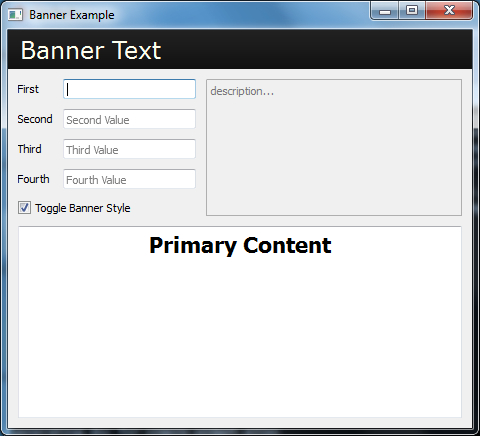 Banner Example
Banner Text
First
Second Second Value
Third Third Value
Fourth Fourth Value
Toggle Banner Style
description...
Primary Content